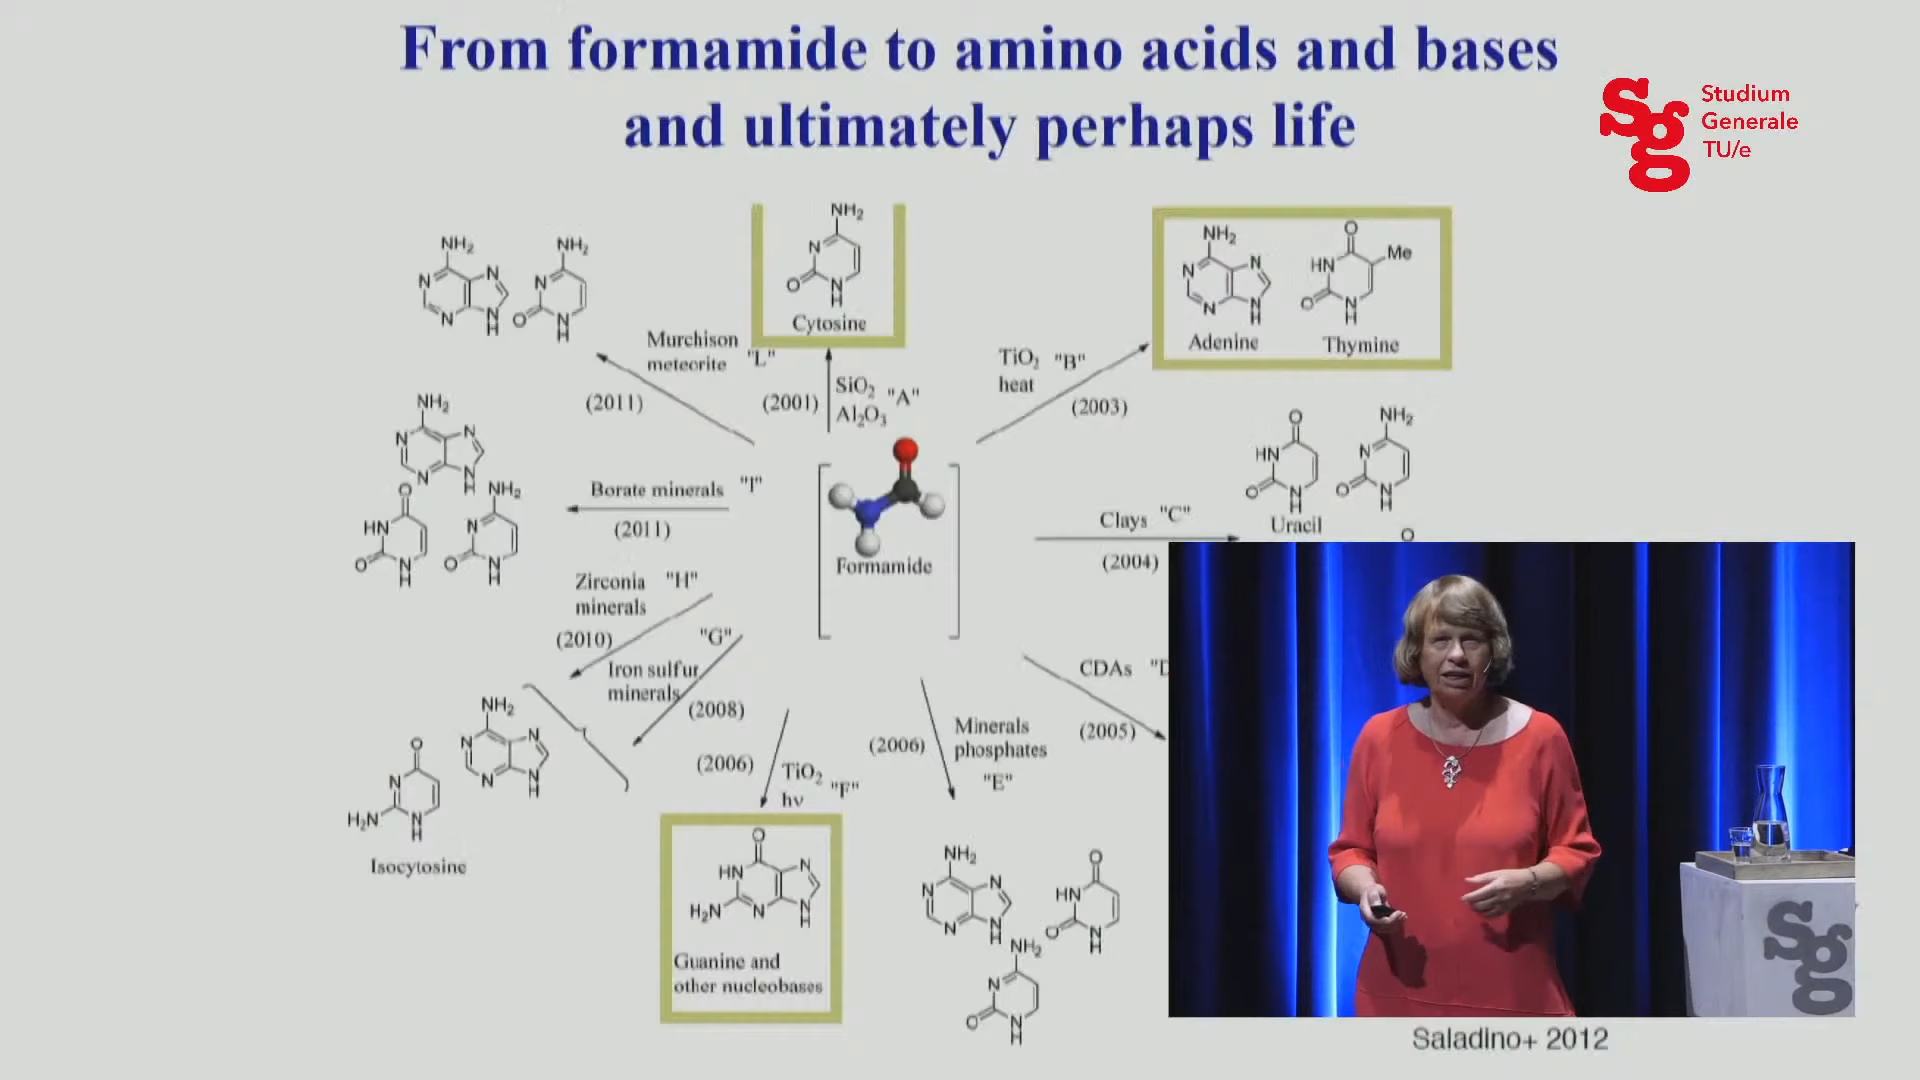 From formamide to amino acids and bases
and ultimately perhaps life
Sg
Studium
Generale
TU/e
NH₂
N
N
N
N
H
NH₂
N
O
N
H
NH₂
N
O
N
H
Cytosine
NH₂
N
N
N
N
H
Adenine
O
HN
Me
O
N
H
Thymine
Murchison
meteorite "L"
(2011)
(2001)
SiO₂
Al₂O₃
"A"
TiO₂ "B"
heat
(2003)
NH₂
N
N
N
N
H
O
HN
O
N
H
NH₂
N
O
N
H
Borate minerals "I"
(2011)
Formamide
Clays "C"
(2004)
O
HN
O
N
H
Uracil
NH₂
N
O
N
H
O
Zirconia "H"
minerals
(2010)
"G"
Iron sulfur
minerals
(2008)
CDAs "D
(2005)
(2006)
TiO₂
hν
"F"
(2006)
Minerals
phosphates
"E"
NH₂
N
N
N
N
H
O
N
H₂N
N
H
Isocytosine
O
HN
N
H₂N
N
N
H
Guanine and
other nucleobases
NH₂
N
N
N
N
H
O
HN
O
N
H
NH₂
N
O
N
H
Sg
g
Saladino+ 2012